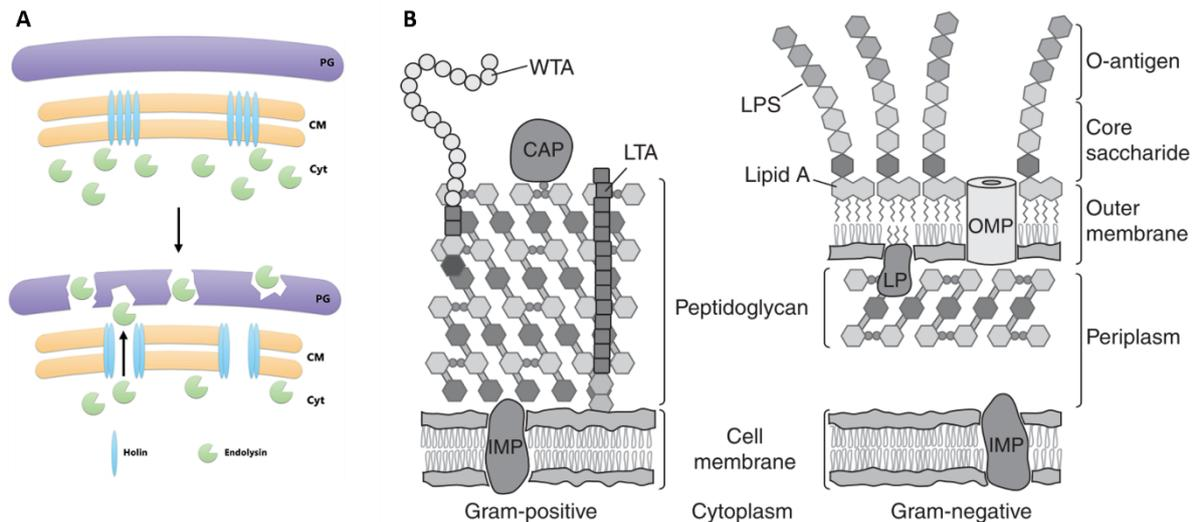 A
PG
CM
Cyt
PG
CM
Cyt
Holin
Endolysin
B
WTA
CAP
LTA
Peptidoglycan
IMP
Cell
membrane
Gram-positive
Cytoplasm
LPS
Lipid A
O-antigen
Core
saccharide
Outer
membrane
OMP
LP
Periplasm
IMP
Gram-negative